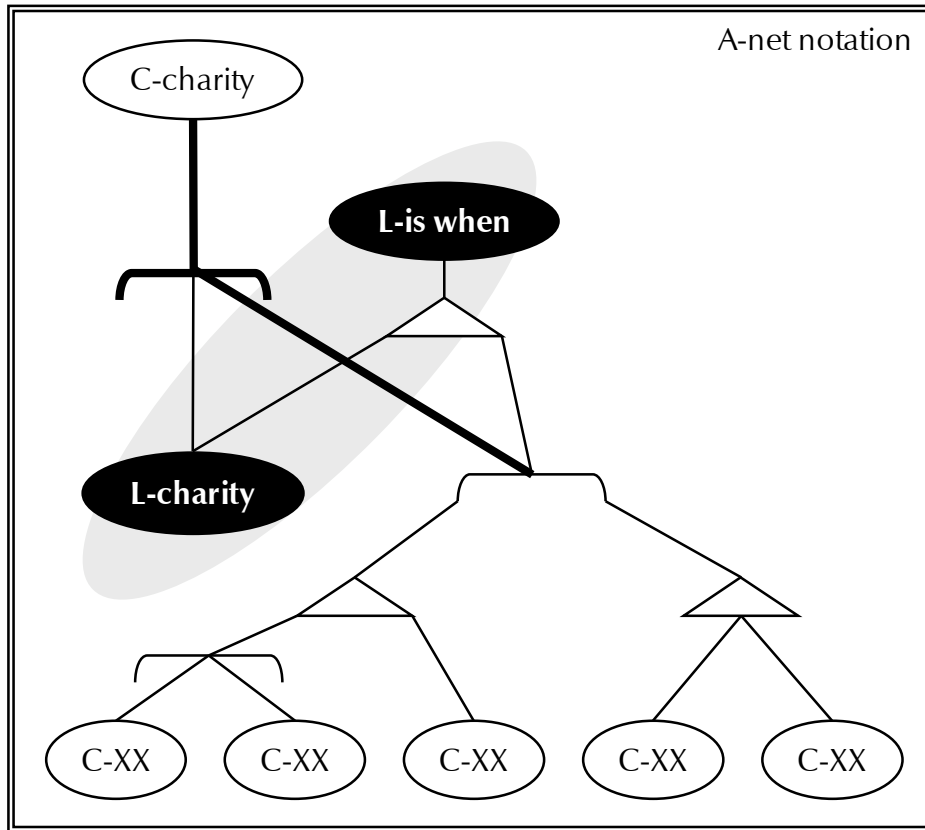 A-net notation
C-charity
L-is when
L-charity
C-XX C-XX C-XX C-XX C-XX